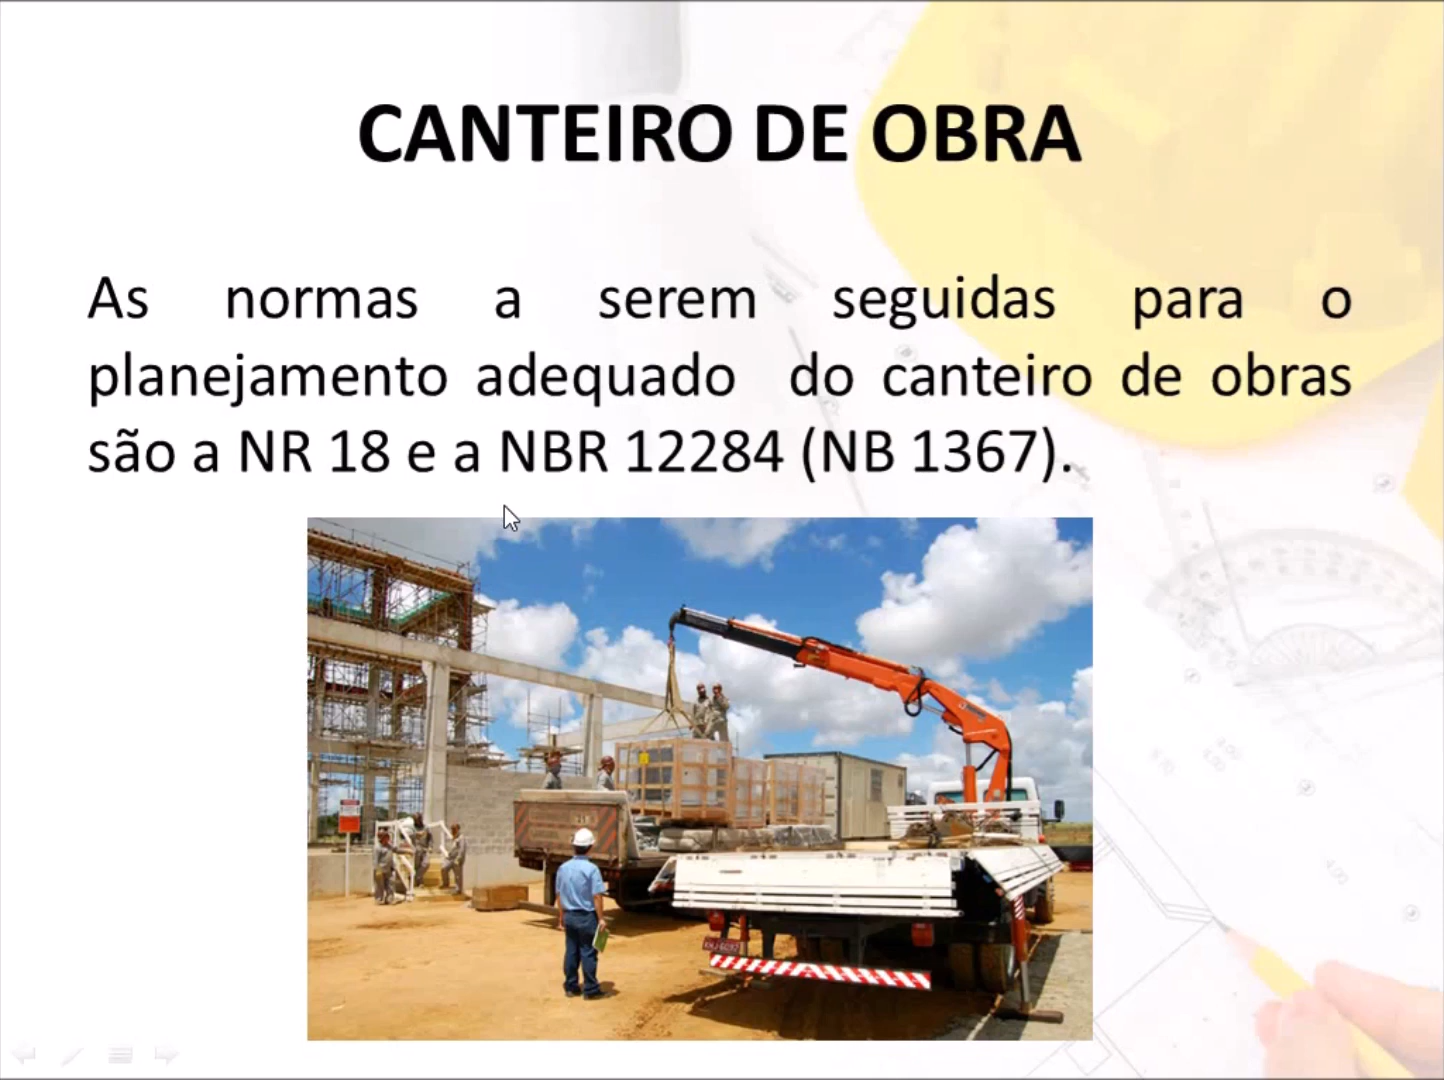 CANTEIRO DE OBRA
As normas a serem seguidas para o
planejamento adequado do canteiro de obras
são a NR 18 e a NBR 12284 (NB 1367).